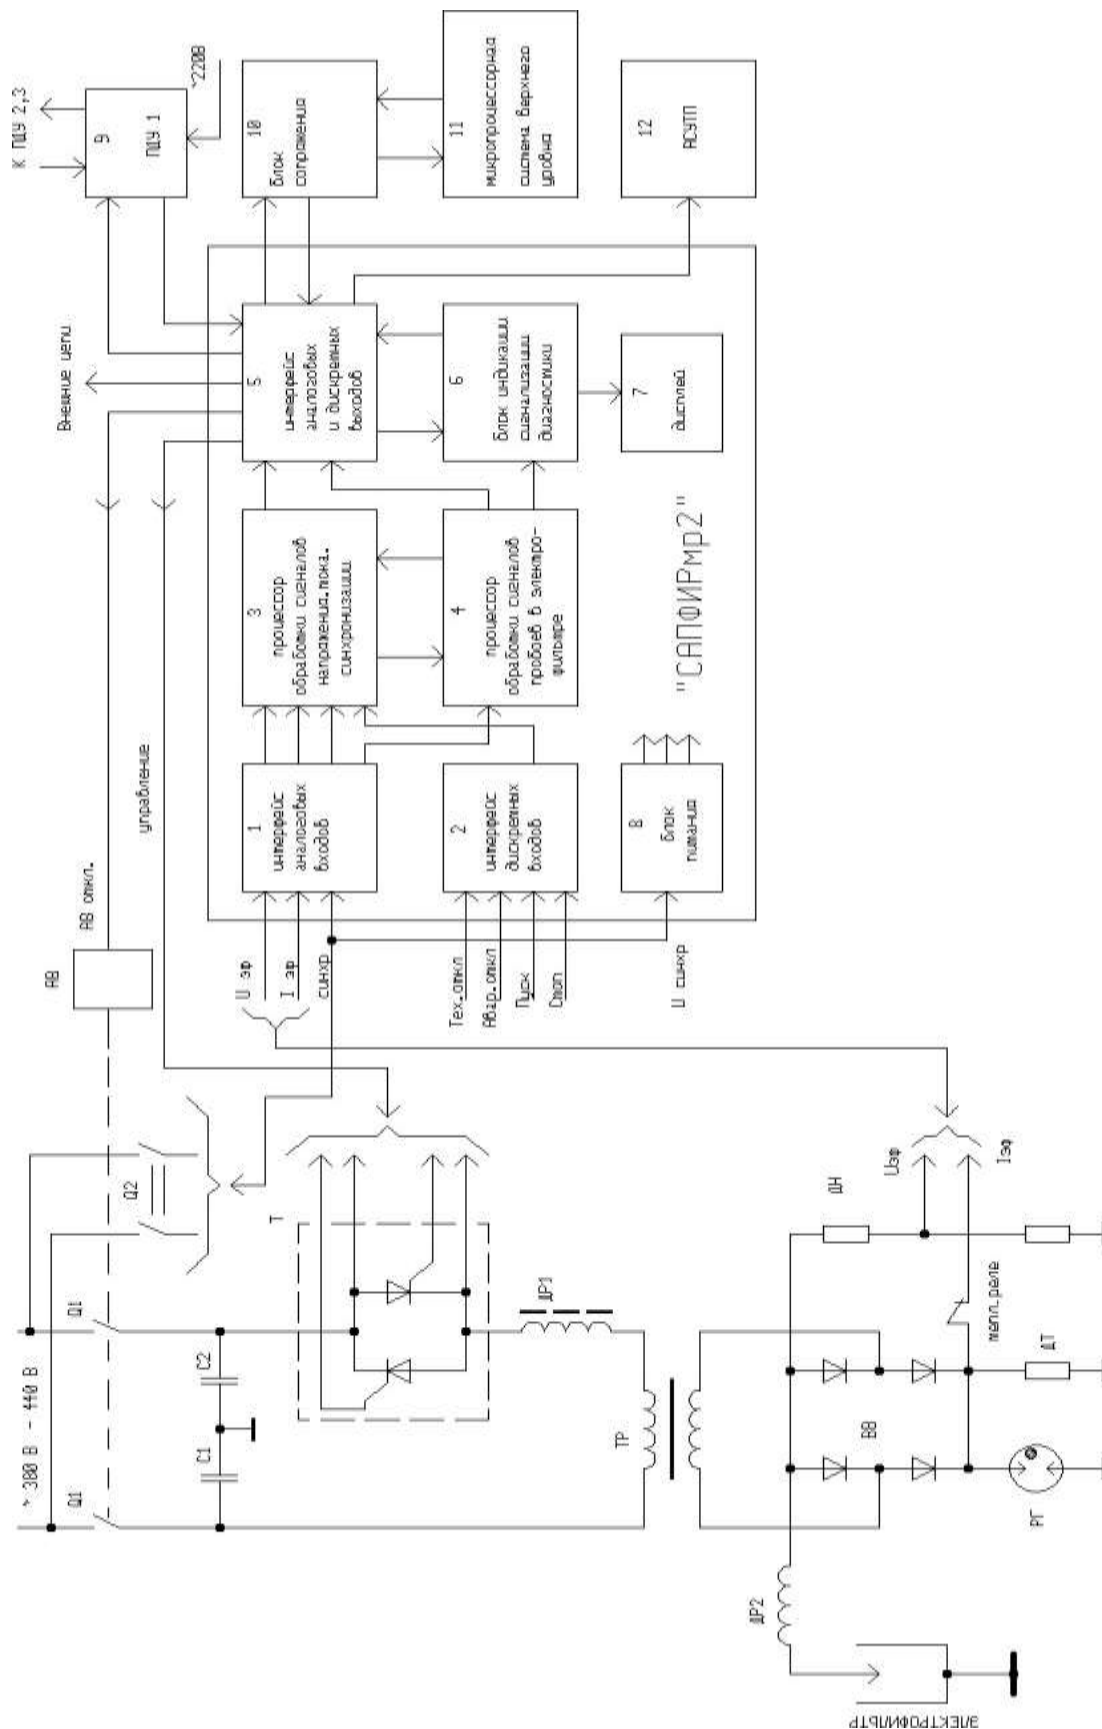 К ПДУ 2,3
9
ПДУ 1
~220В
10
блок
сопряжения
11
микропроцессорная
система верхнего
уровня
12
АСУТП
Внешние цепи
5
интерфейс
аналоговых
и дискретных
выходов
6
блок индикации
сигнализации
диагностики
7
дисплей
3
процессор
обработки сигналов
напряжения.тока.
синхронизации
4
процессор
обработки сигналов
пробоев в электро-
фильтре
"САПФИРмр2"
управление
1
интерфейс
аналоговых
входов
2
интерфейс
дискретных
входов
8
блок
питания
АВ откл.
АВ
U эф
I эф
синхр
Тех.откл
Авар.откл
Пуск
Стоп
U синхр
Q2
Т
ДН
Uэф
Iэф
Q1
ДР1
тепл.реле
~ 380 В - 440 В
С2
С1
ТР
ВВ
ДТ
Q1
РГ
ДР2
ЭЛЕКТРОФИЛЬТР